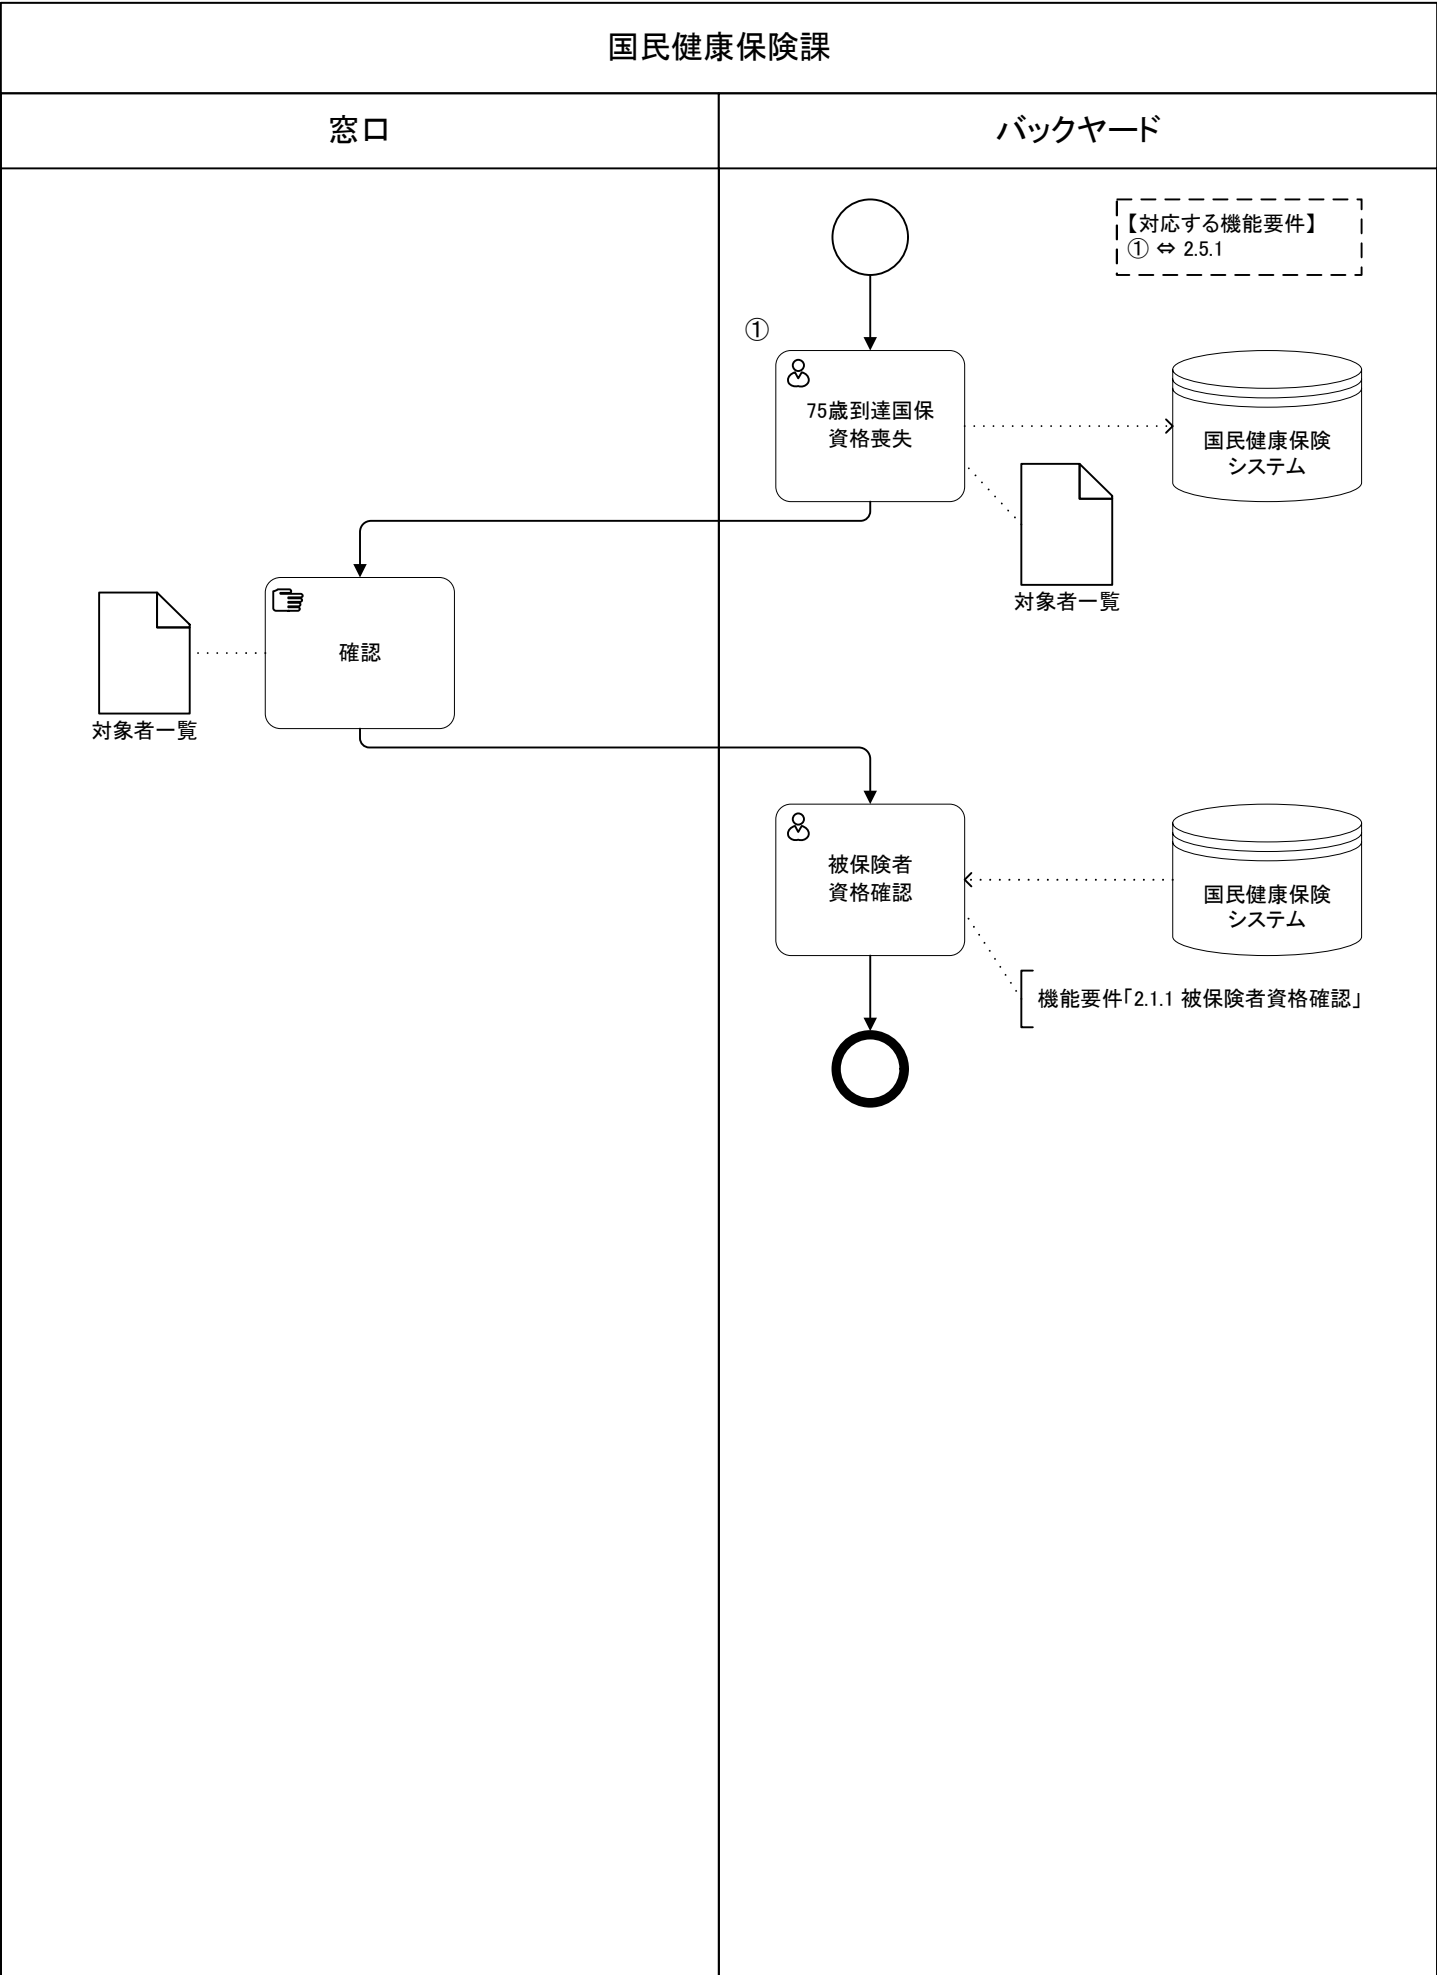 国民健康保険課
窓口
バックヤード
【対応する機能要件】
① ⇔ 2.5.1
①
75歳到達国保
資格喪失
国民健康保険
システム
対象者一覧
確認
対象者一覧
被保険者
資格確認
国民健康保険
システム
機能要件「2.1.1 被保険者資格確認」